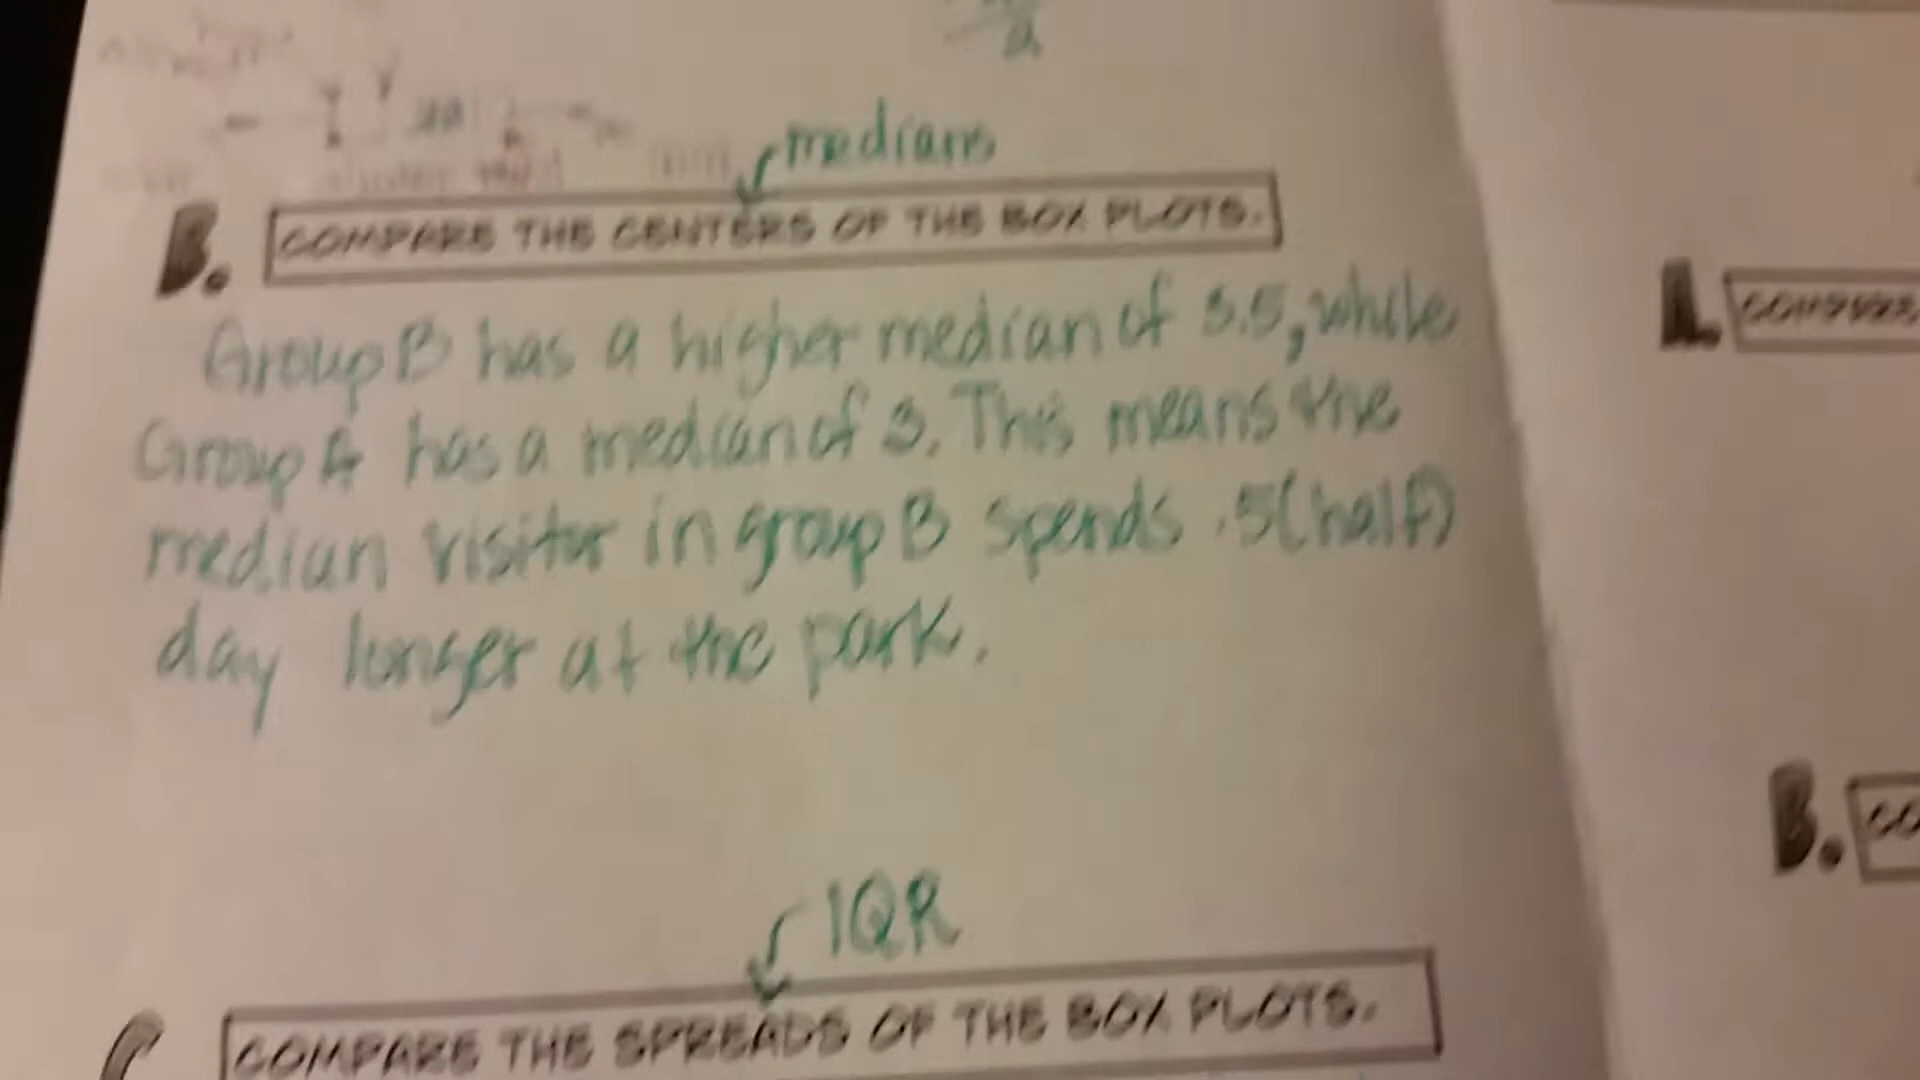 medians
B. COMPARE THE CENTERS OF THE BOX PLOTS.
Group B has a higher median of 3.5, while
Group A has a median of 3. This means the
median visitor in group B spends .5(half)
day longer at the park.
IQR
C COMPARE THE SPREADS OF THE BOX PLOTS.
A. COMPARE
B. CO